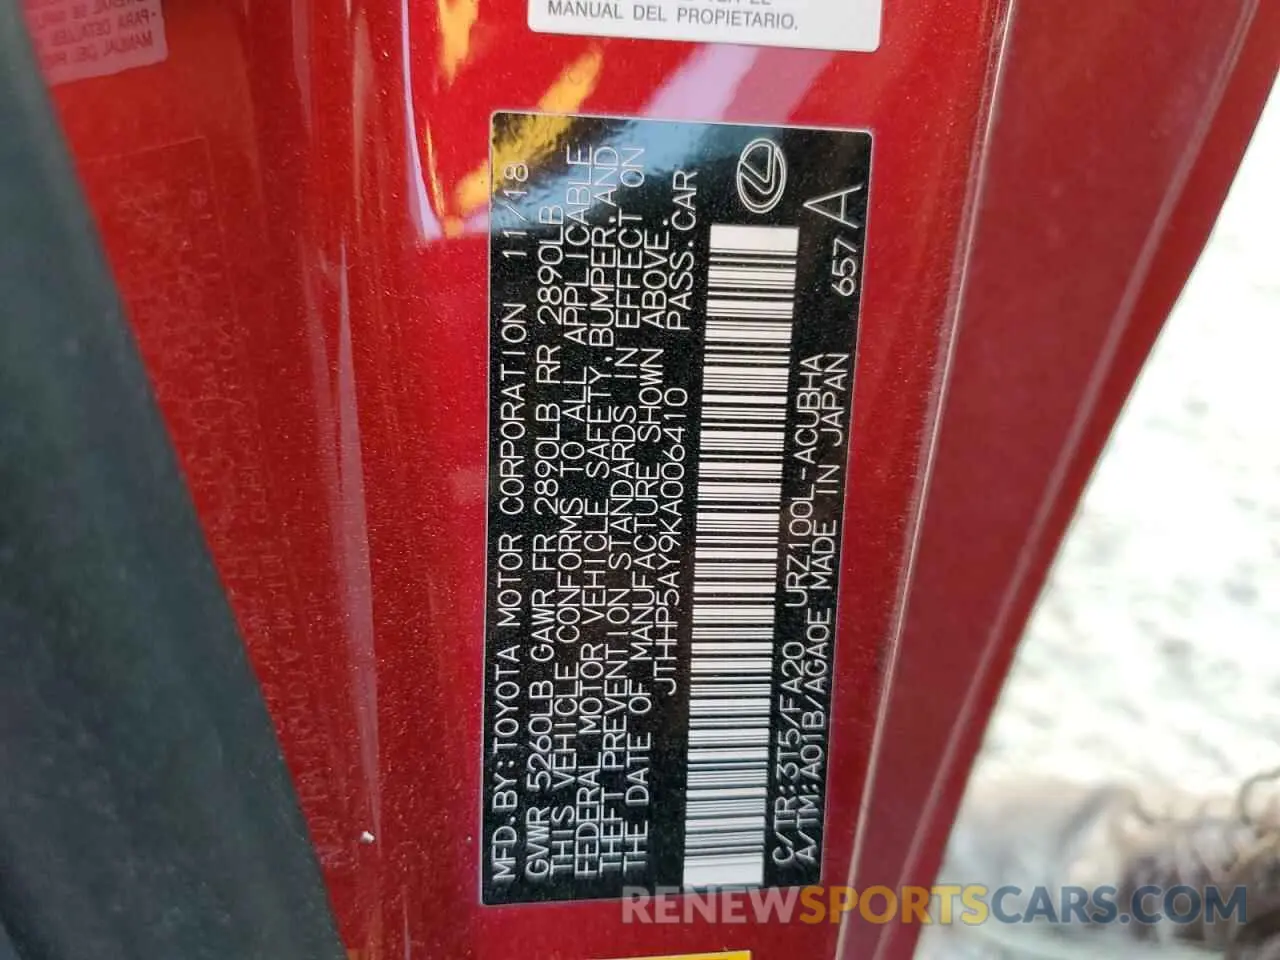 MANUAL DEL PROPIETARIO.
MFD.BY:TOYOTA MOTOR CORPORATION 11/18
GVWR 5260LB GAWR FR 2890LB RR 2890LB
THIS VEHICLE CONFORMS TO ALL APPLICABLE
FEDERAL MOTOR VEHICLE SAFETY,BUMPER,AND
THEFT PREVENTION STANDARDS IN EFFECT ON
THE DATE OF MANUFACTURE SHOWN ABOVE.
JTHHP5AY9KA006410 PASS.CAR
C/TR:3T5/FA20 URZ100L-ACUBHA 657 A
A/TM:A01B/AGA0E MADE IN JAPAN
RENEWSPORTSCARS.COM